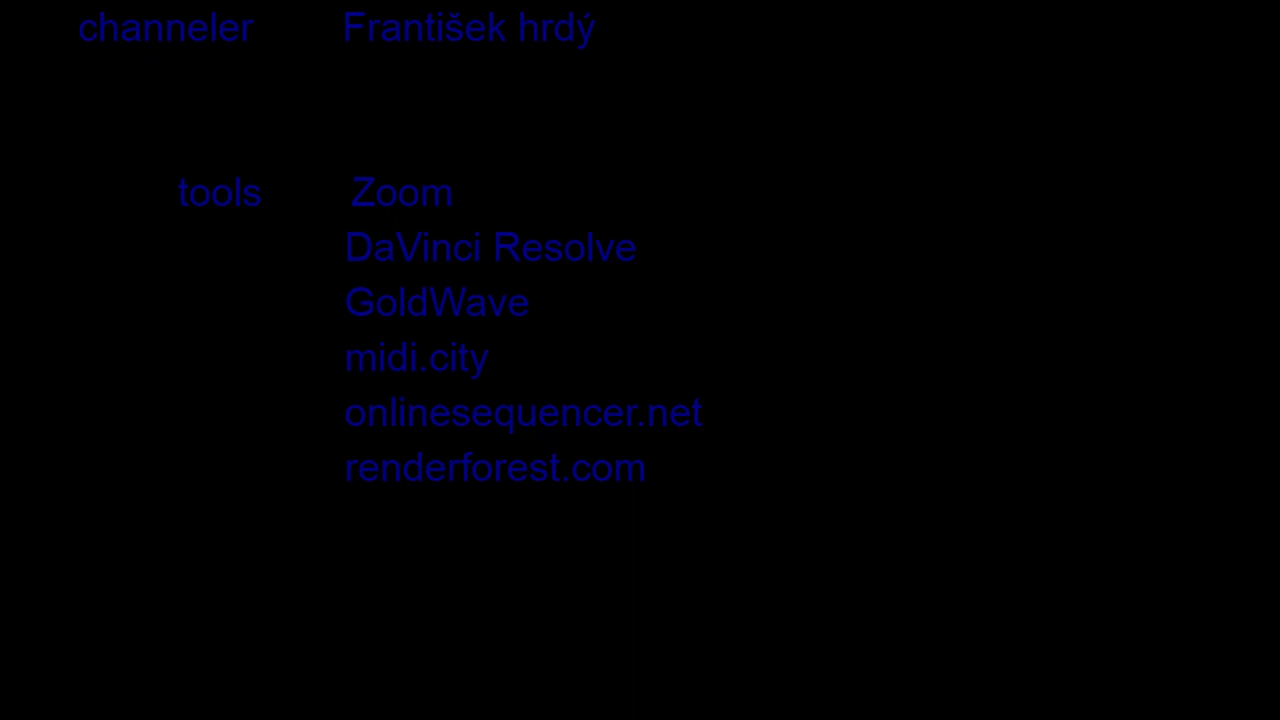 channeler František hrdý
tools Zoom
DaVinci Resolve
GoldWave
midi.city
onlinesequencer.net
renderforest.com